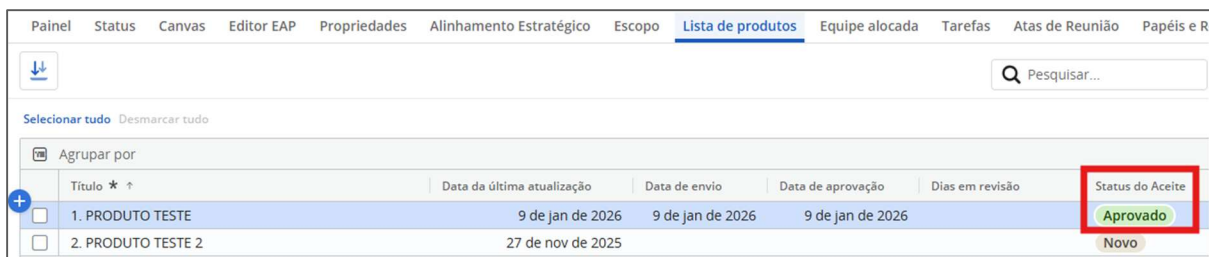 Painel Status Canvas Editor EAP Propriedades Alinhamento Estratégico Escopo Lista de produtos Equipe alocada Tarefas Atas de Reunião Papéis e R
Pesquisar...
Selecionar tudo Desmarcar tudo
Agrupar por
Título * ↑ Data da última atualização Data de envio Data de aprovação Dias em revisão Status do Aceite
1. PRODUTO TESTE 9 de jan de 2026 9 de jan de 2026 9 de jan de 2026 Aprovado
2. PRODUTO TESTE 2 27 de nov de 2025 Novo